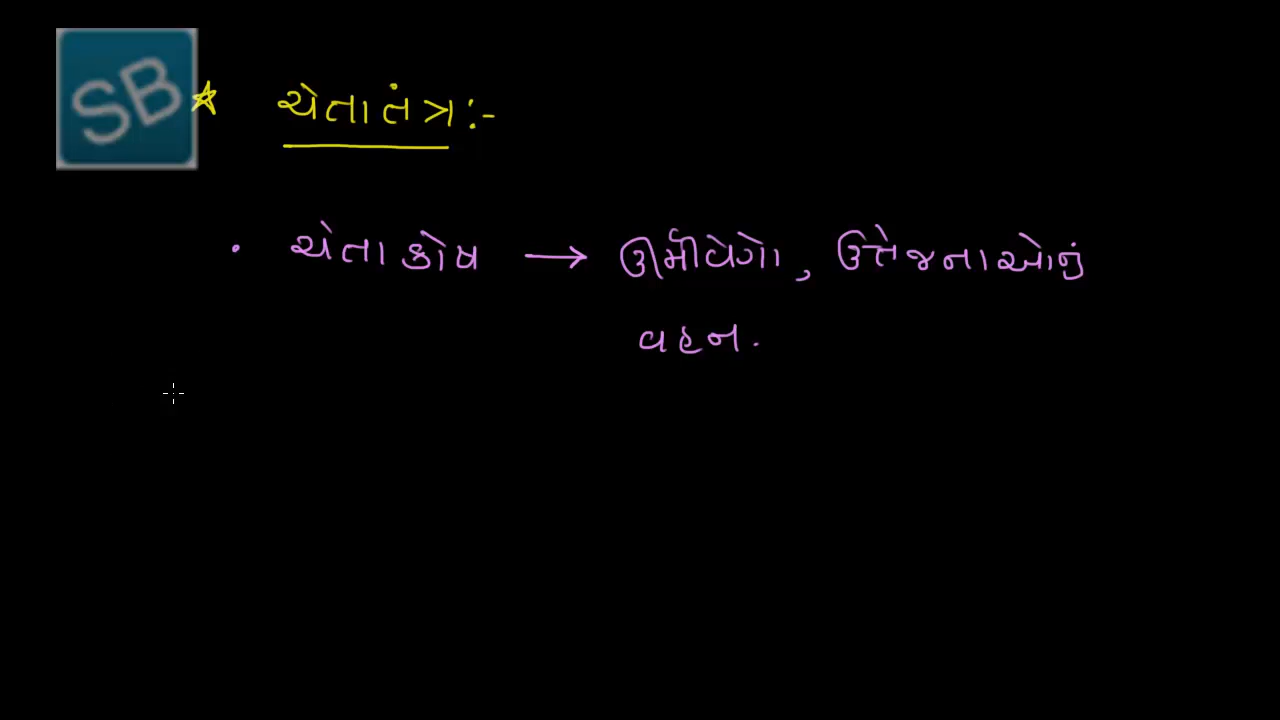 SB
* ચેતાતંત્ર :-
• ચેતાકોષ → ઊર્મીવેગો, ઉત્તેજનાઓનું
વહન.